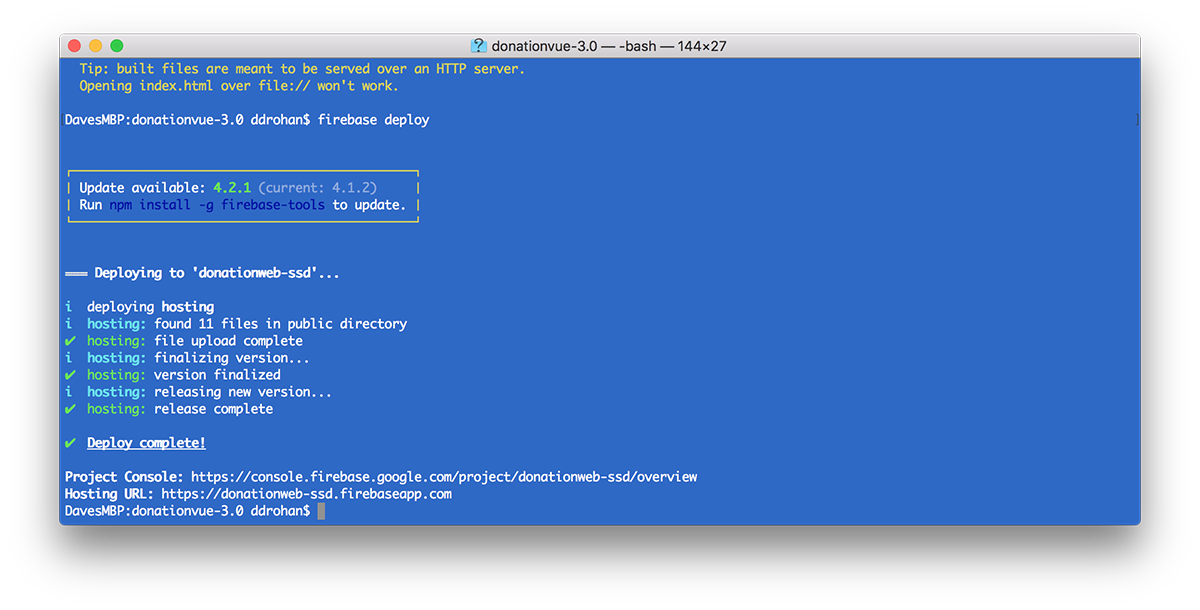 donationvue-3.0 — -bash — 144×27
Tip: built files are meant to be served over an HTTP server.
Opening index.html over file:// won't work.
DavesMBP:donationvue-3.0 ddrohan$ firebase deploy
Update available: 4.2.1 (current: 4.1.2)
Run npm install -g firebase-tools to update.
=== Deploying to 'donationweb-ssd'...
i deploying hosting
i hosting: found 11 files in public directory
✔ hosting: file upload complete
i hosting: finalizing version...
✔ hosting: version finalized
i hosting: releasing new version...
✔ hosting: release complete
✔ Deploy complete!
Project Console: https://console.firebase.google.com/project/donationweb-ssd/overview
Hosting URL: https://donationweb-ssd.firebaseapp.com
DavesMBP:donationvue-3.0 ddrohan$